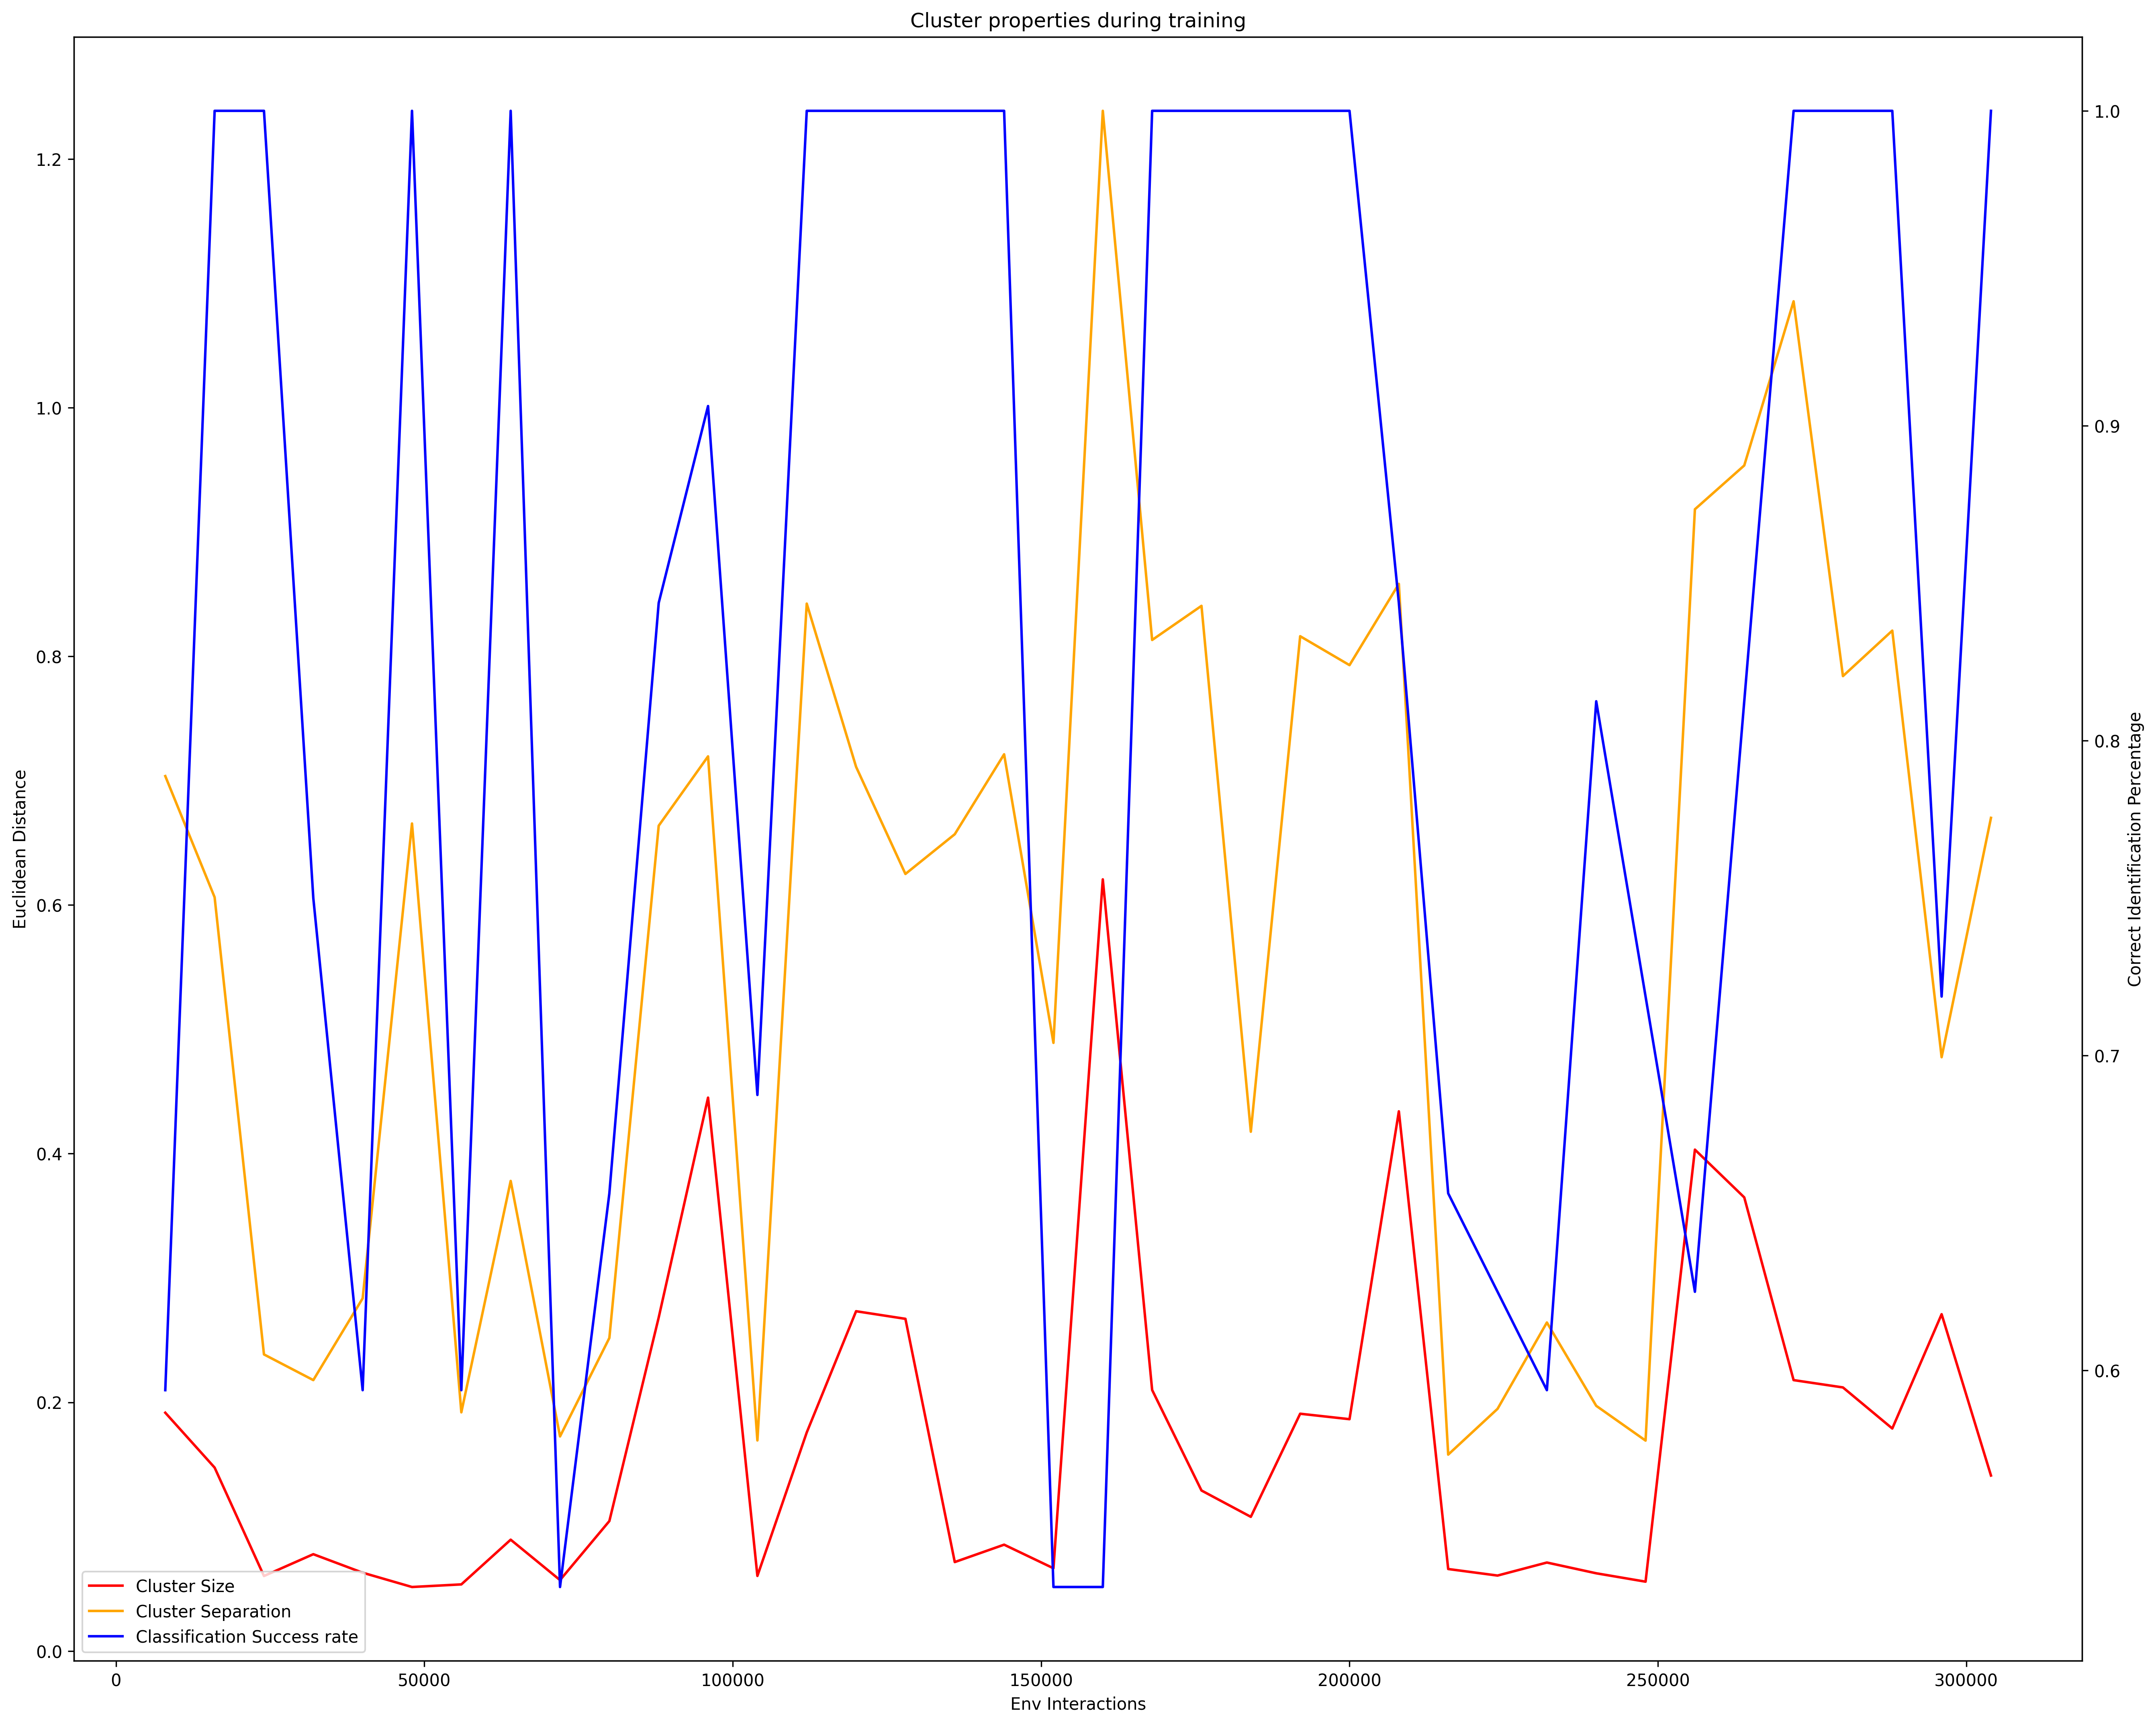 Cluster properties during training
1.2
1.0
0.8
0.6
0.4
0.2
0.0
Euclidean Distance
1.0
0.9
0.8
0.7
0.6
Correct Identification Percentage
Cluster Size
Cluster Separation
Classification Success rate
0 50000 100000 150000 200000 250000 300000
Env Interactions